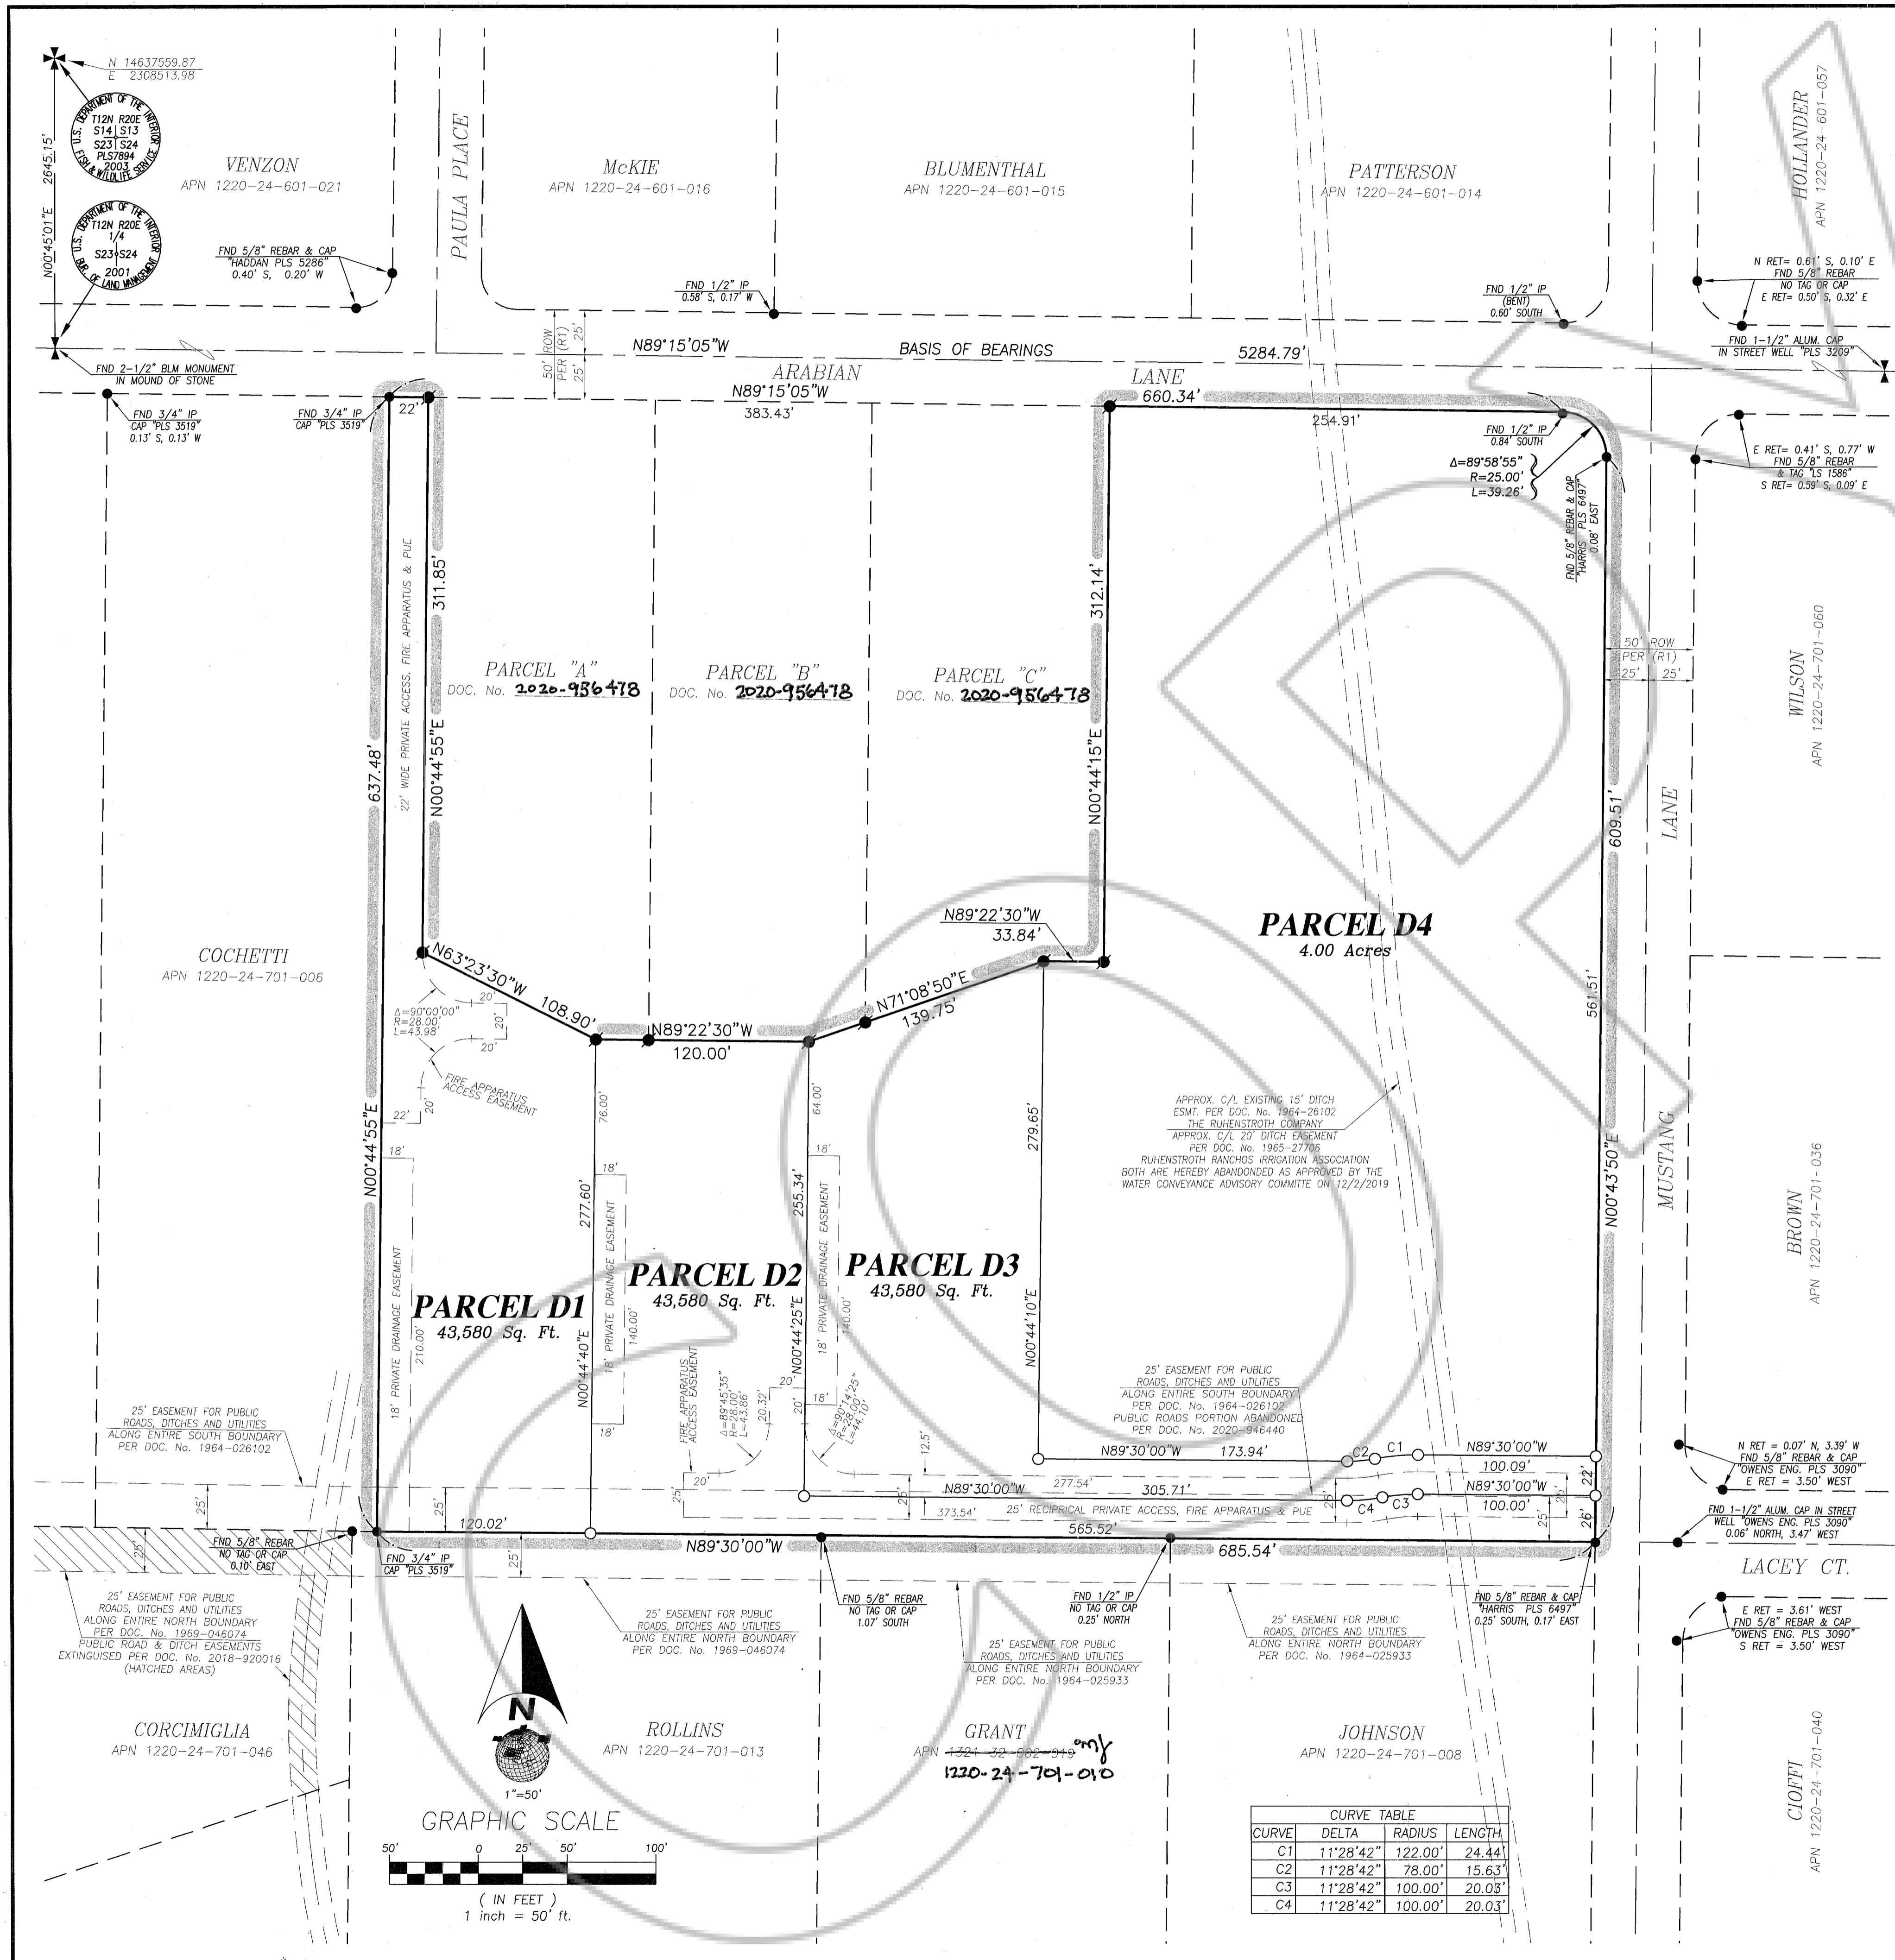 N 14637559.87
E 2308513.98
U.S. DEPARTMENT OF THE INTERIOR
T12N R20E
S14 | S13
S23 | S24
PLS7894
2003
FISH & WILDLIFE SERVICE
N00°45'01"E 2645.15'
U.S. DEPARTMENT OF THE INTERIOR
T12N R20E
1/4
S23 S24
2001
BUR. OF LAND MANAGEMENT
FND 2-1/2" BLM MONUMENT
IN MOUND OF STONE
VENZON
APN 1220-24-601-021
FND 5/8" REBAR & CAP
"HADDAN PLS 5286"
0.40' S, 0.20' W
PAULA PLACE
McKIE
APN 1220-24-601-016
FND 1/2" IP
0.58' S, 0.17' W
BLUMENTHAL
APN 1220-24-601-015
PATTERSON
APN 1220-24-601-014
FND 1/2" IP
(BENT)
0.60' SOUTH
HOLLANDER
APN 1220-24-601-057
N RET= 0.61' S, 0.10' E
FND 5/8" REBAR
NO TAG OR CAP
E RET= 0.50' S, 0.32' E
FND 1-1/2" ALUM. CAP
IN STREET WELL "PLS 3209"
50' ROW
PER (R1)
25' 25'
N89°15'05"W BASIS OF BEARINGS 5284.79'
ARABIAN LANE
N89°15'05"W 660.34'
383.43'
254.91'
FND 3/4" IP
CAP "PLS 3519"
0.13' S, 0.13' W
FND 3/4" IP
CAP "PLS 3519"
22'
FND 1/2" IP
0.84' SOUTH
Δ=89°58'55"
R=25.00'
L=39.26'
FND 5/8" REBAR & CAP
"HARRIS PLS 6497"
0.08' EAST
E RET= 0.41' S, 0.77' W
FND 5/8" REBAR
& TAG "LS 1586"
S RET= 0.59' S, 0.09' E
22' WIDE PRIVATE ACCESS, FIRE APPARATUS & PUE
311.85'
N00°44'55"E
637.48'
N00°44'55"E
PARCEL "A"
DOC. No. 2020-956478
PARCEL "B"
DOC. No. 2020-956478
PARCEL "C"
DOC. No. 2020-956478
312.14'
N00°44'15"E
50' ROW
PER (R1)
25' 25'
WILSON
APN 1220-24-701-060
609.51'
561.51'
N00°43'50"E
MUSTANG LANE
COCHETTI
APN 1220-24-701-006
N63°23'30"W 108.90'
N89°22'30"W
120.00'
N71°08'50"E
139.75'
N89°22'30"W
33.84'
PARCEL D4
4.00 Acres
Δ=90°00'00"
R=28.00'
L=43.98'
20'
20'
20'
FIRE APPARATUS
ACCESS EASEMENT
22'
20'
18'
76.00'
64.00'
18'
18'
APPROX. C/L EXISTING 15' DITCH
ESMT. PER DOC. No. 1964-26102
THE RUHENSTROTH COMPANY
APPROX. C/L 20' DITCH EASEMENT
PER DOC. No. 1965-27706
RUHENSTROTH RANCHOS IRRIGATION ASSOCIATION
BOTH ARE HEREBY ABANDONDED AS APPROVED BY THE
WATER CONVEYANCE ADVISORY COMMITTE ON 12/2/2019
BROWN
APN 1220-24-701-036
18' PRIVATE DRAINAGE EASEMENT
210.00'
PARCEL D1
43,580 Sq. Ft.
277.60'
N00°44'40"E
18' PRIVATE DRAINAGE EASEMENT
140.00'
18'
PARCEL D2
43,580 Sq. Ft.
255.34'
N00°44'25"E
18' PRIVATE DRAINAGE EASEMENT
140.00'
18'
PARCEL D3
43,580 Sq. Ft.
279.65'
N00°44'10"E
FIRE APPARATUS
ACCESS EASEMENT
Δ=89°45'35"
R=28.00'
L=43.86'
20.32'
20'
20'
Δ=90°14'25"
R=28.00'
L=44.10'
20'
25'
12.5'
25' EASEMENT FOR PUBLIC
ROADS, DITCHES AND UTILITIES
ALONG ENTIRE SOUTH BOUNDARY
PER DOC. No. 1964-026102
PUBLIC ROADS PORTION ABANDONED
PER DOC. No. 2020-946440
25' EASEMENT FOR PUBLIC
ROADS, DITCHES AND UTILITIES
ALONG ENTIRE SOUTH BOUNDARY
PER DOC. No. 1964-026102
N89°30'00"W 173.94' C2 C1 N89°30'00"W
100.09'
277.54'
N89°30'00"W 305.71' C4 C3 N89°30'00"W
100.00'
22'
26'
25'
25'
25'
373.54' 25' RECIPRICAL PRIVATE ACCESS, FIRE APPARATUS & PUE
25'
25'
120.02'
565.52'
N89°30'00"W 685.54'
25'
25'
FND 5/8" REBAR
NO TAG OR CAP
0.10' EAST
FND 3/4" IP
CAP "PLS 3519"
FND 5/8" REBAR
NO TAG OR CAP
1.07' SOUTH
FND 1/2" IP
NO TAG OR CAP
0.25' NORTH
FND 5/8" REBAR & CAP
"HARRIS PLS 6497"
0.25' SOUTH, 0.17' EAST
N RET = 0.07' N, 3.39' W
FND 5/8" REBAR & CAP
"OWENS ENG. PLS 3090"
E RET = 3.50' WEST
FND 1-1/2" ALUM. CAP IN STREET
WELL "OWENS ENG. PLS 3090"
0.06' NORTH, 3.47' WEST
LACEY CT.
E RET = 3.61' WEST
FND 5/8" REBAR & CAP
"OWENS ENG. PLS 3090"
S RET = 3.50' WEST
25' EASEMENT FOR PUBLIC
ROADS, DITCHES AND UTILITIES
ALONG ENTIRE NORTH BOUNDARY
PER DOC. No. 1969-046074
PUBLIC ROAD & DITCH EASEMENTS
EXTINGUISED PER DOC. No. 2018-920016
(HATCHED AREAS)
25' EASEMENT FOR PUBLIC
ROADS, DITCHES AND UTILITIES
ALONG ENTIRE NORTH BOUNDARY
PER DOC. No. 1969-046074
25' EASEMENT FOR PUBLIC
ROADS, DITCHES AND UTILITIES
ALONG ENTIRE NORTH BOUNDARY
PER DOC. No. 1964-025933
25' EASEMENT FOR PUBLIC
ROADS, DITCHES AND UTILITIES
ALONG ENTIRE NORTH BOUNDARY
PER DOC. No. 1964-025933
CORCIMIGLIA
APN 1220-24-701-046
ROLLINS
APN 1220-24-701-013
GRANT
APN 1321-32-002-019
1220-24-701-010
JOHNSON
APN 1220-24-701-008
CIOFFI
APN 1220-24-701-040
N
1"=50'
GRAPHIC SCALE
50' 0 25' 50' 100'
( IN FEET )
1 inch = 50' ft.
CURVE TABLE
CURVE DELTA RADIUS LENGTH
C1 11°28'42" 122.00' 24.44'
C2 11°28'42" 78.00' 15.63'
C3 11°28'42" 100.00' 20.03'
C4 11°28'42" 100.00' 20.03'